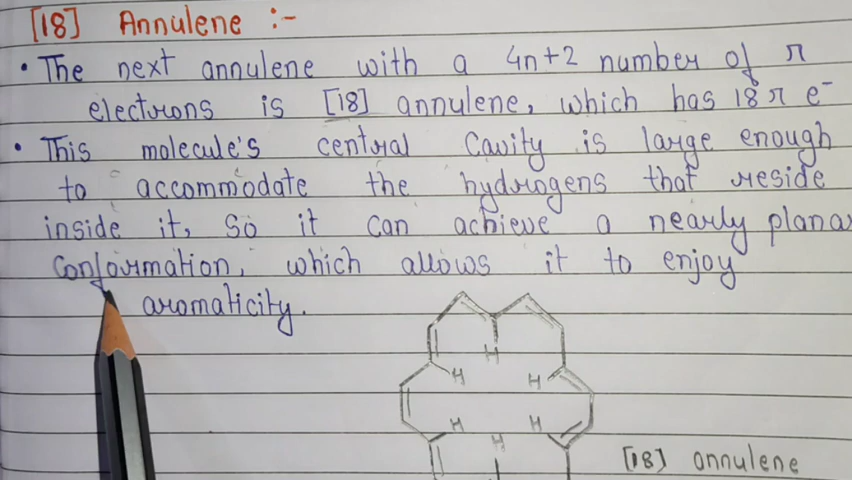 [18] Annulene :-
• The next annulene with a 4n+2 number of π
electrons is [18] annulene, which has 18 π e⁻
• This molecule's central cavity is large enough
to accommodate the hydrogens that reside
inside it, so it can achieve a nearly planar
conformation, which allows it to enjoy
aromaticity.
H
H H
H H
H
[18] annulene